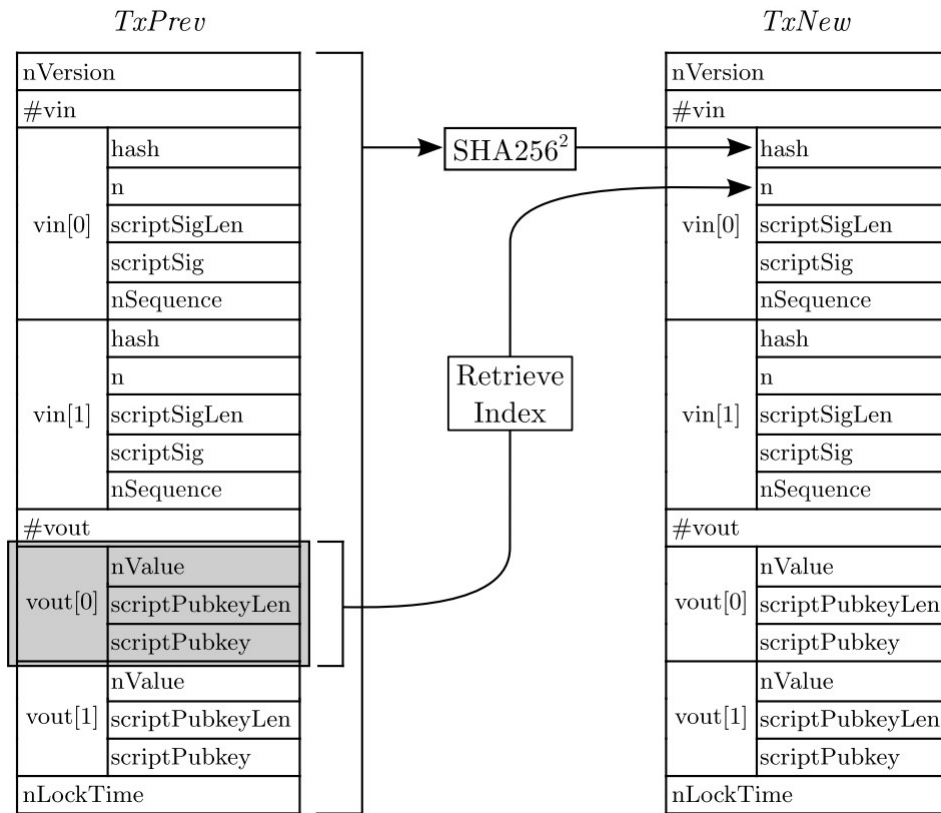 TxPrev
nVersion
#vin
vin[0]
hash
n
scriptSigLen
scriptSig
nSequence
vin[1]
hash
n
scriptSigLen
scriptSig
nSequence
#vout
vout[0]
nValue
scriptPubkeyLen
scriptPubkey
vout[1]
nValue
scriptPubkeyLen
scriptPubkey
nLockTime
SHA256²
Retrieve
Index
TxNew
nVersion
#vin
vin[0]
hash
n
scriptSigLen
scriptSig
nSequence
vin[1]
hash
n
scriptSigLen
scriptSig
nSequence
#vout
vout[0]
nValue
scriptPubkeyLen
scriptPubkey
vout[1]
nValue
scriptPubkeyLen
scriptPubkey
nLockTime